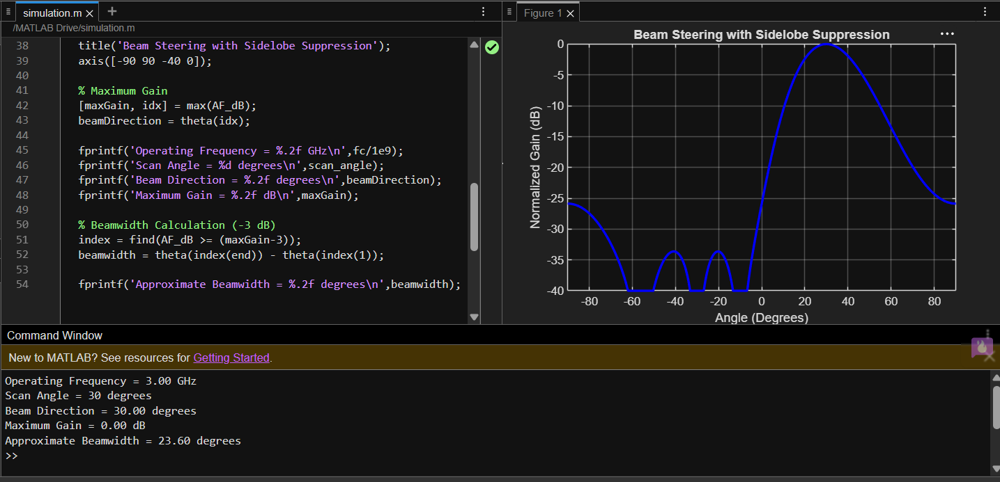 simulation.m
/MATLAB Drive/simulation.m
38 title('Beam Steering with Sidelobe Suppression');
39 axis([-90 90 -40 0]);
40
41 % Maximum Gain
42 [maxGain, idx] = max(AF_dB);
43 beamDirection = theta(idx);
44
45 fprintf('Operating Frequency = %.2f GHz\n',fc/1e9);
46 fprintf('Scan Angle = %d degrees\n',scan_angle);
47 fprintf('Beam Direction = %.2f degrees\n',beamDirection);
48 fprintf('Maximum Gain = %.2f dB\n',maxGain);
49
50 % Beamwidth Calculation (-3 dB)
51 index = find(AF_dB >= (maxGain-3));
52 beamwidth = theta(index(end)) - theta(index(1));
53
54 fprintf('Approximate Beamwidth = %.2f degrees\n',beamwidth);
Figure 1
Beam Steering with Sidelobe Suppression
Normalized Gain (dB)
0
-5
-10
-15
-20
-25
-30
-35
-40
-80 -60 -40 -20 0 20 40 60 80
Angle (Degrees)
Command Window
New to MATLAB? See resources for Getting Started.
Operating Frequency = 3.00 GHz
Scan Angle = 30 degrees
Beam Direction = 30.00 degrees
Maximum Gain = 0.00 dB
Approximate Beamwidth = 23.60 degrees
>>